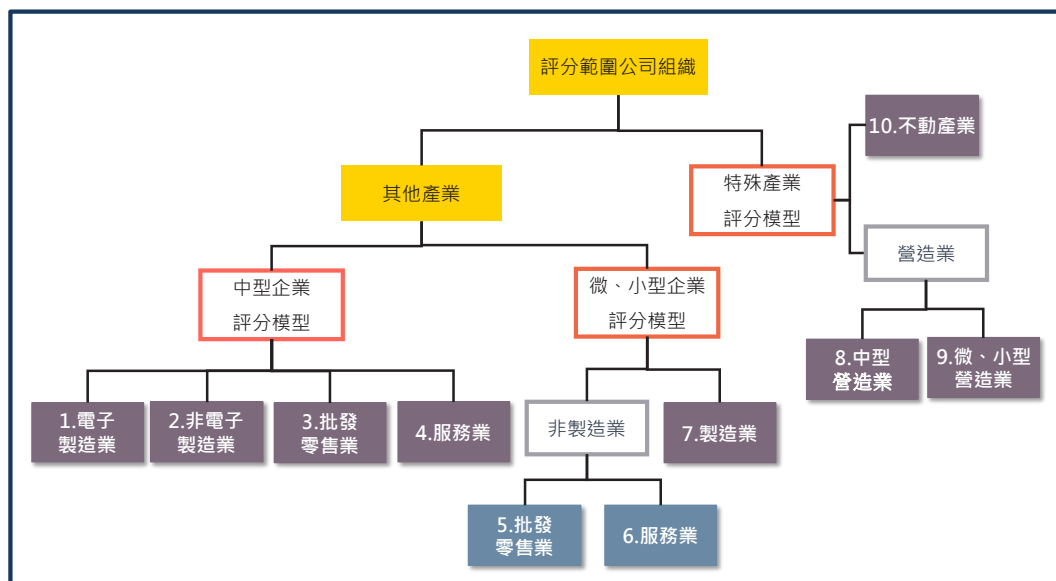 評分範圍公司組織
10.不動產業
其他產業
特殊產業
評分模型
營造業
中型企業
評分模型
微、小型企業
評分模型
8.中型
營造業
9.微、小型
營造業
1.電子
製造業
2.非電子
製造業
3.批發
零售業
4.服務業
非製造業
7.製造業
5.批發
零售業
6.服務業